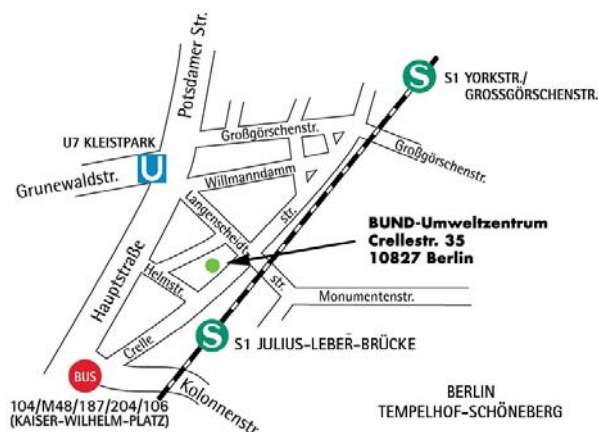 Potsdamer Str.
S
S1 YORKSTR./
GROSSGÖRSCHENSTR.
U7 KLEISTPARK
U
Großgörschenstr.
Großgörschenstr.
Grunewaldstr.
Willmanndamm
Langenscheidt
str.
str.
BUND-Umweltzentrum
Crellestr. 35
10827 Berlin
Hauptstraße
Helmstr.
Monumentenstr.
Crelle
S
S1 JULIUS-LEBER-BRÜCKE
BUS
Kolonnenstr.
104/M48/187/204/106
(KAISER-WILHELM-PLATZ)
BERLIN
TEMPELHOF-SCHÖNEBERG